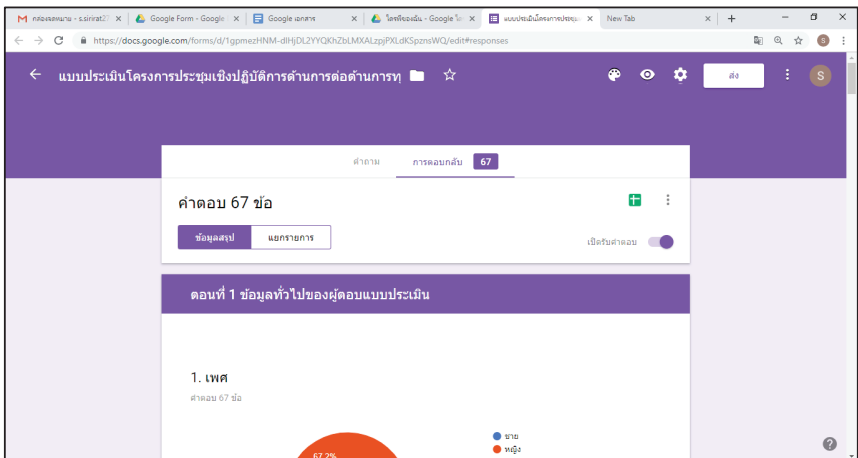 กล่องจดหมาย - s.sirirat2
Google Form - Google
Google เอกสาร
ไดรฟ์ของฉัน - Google ไ
แบบประเมินโครงการประชุม
New Tab
https://docs.google.com/forms/d/1gpmezHNM-dIHjDL2YYQKhZbLMXALzpjPXLdKSpznsWQ/edit#responses
แบบประเมินโครงการประชุมเชิงปฏิบัติการด้านการต่อต้านการทุ
ส่ง
S
คำถาม
การตอบกลับ 67
คำตอบ 67 ข้อ
ข้อมูลสรุป
แยกรายการ
เปิดรับคำตอบ
ตอนที่ 1 ข้อมูลทั่วไปของผู้ตอบแบบประเมิน
1. เพศ
คำตอบ 67 ข้อ
ชาย
หญิง
67.2%